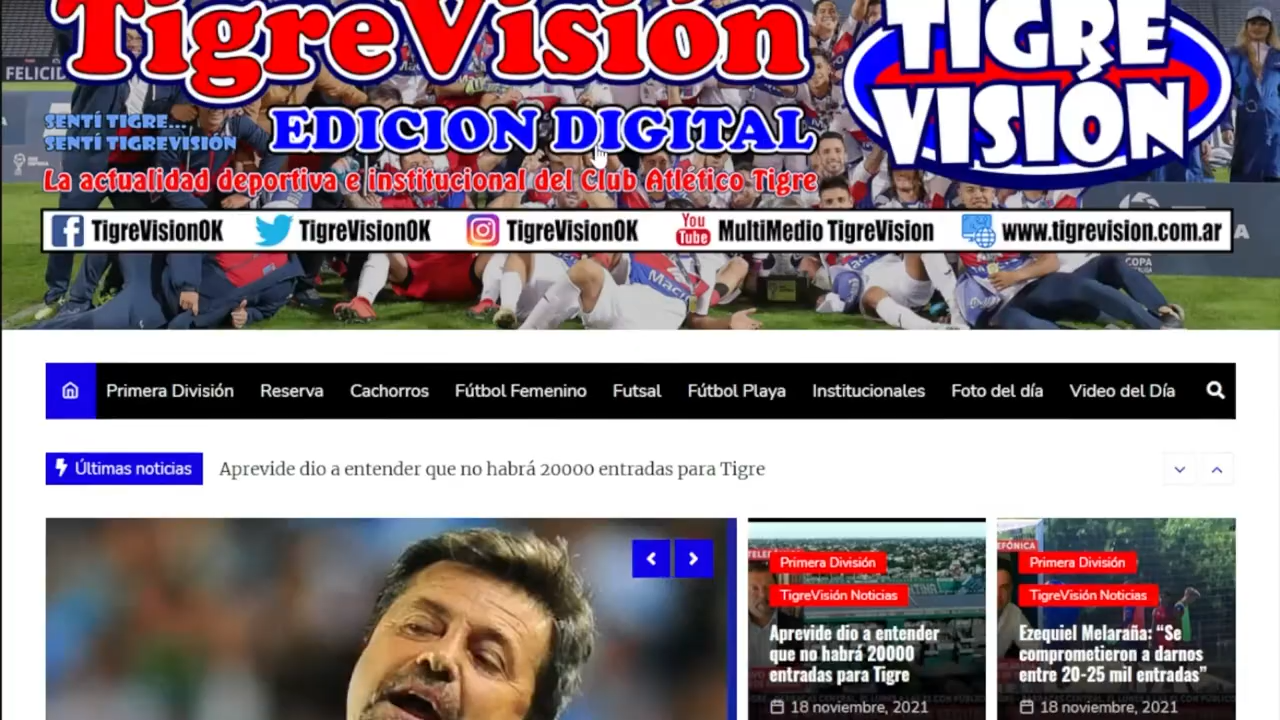 TigreVisión
TIGRE
VISIÓN
FELICID
SENTÍ TIGRE...
SENTÍ TIGREVISIÓN
EDICION DIGITAL
La actualidad deportiva e institucional del Club Atlético Tigre
TigreVisionOK
TigreVisionOK
TigreVisionOK
You
Tube
MultiMedio TigreVision
www.tigrevision.com.ar
COPA
Macro
Primera División
Reserva
Cachorros
Fútbol Femenino
Futsal
Fútbol Playa
Institucionales
Foto del día
Video del Día
Últimas noticias
Aprevide dio a entender que no habrá 20000 entradas para Tigre
Primera División
TigreVisión Noticias
Aprevide dio a entender
que no habrá 20000
entradas para Tigre
18 noviembre, 2021
EFÓNICA
Primera División
TigreVisión Noticias
Ezequiel Melaraña: “Se
comprometieron a darnos
entre 20-25 mil entradas”
18 noviembre, 2021